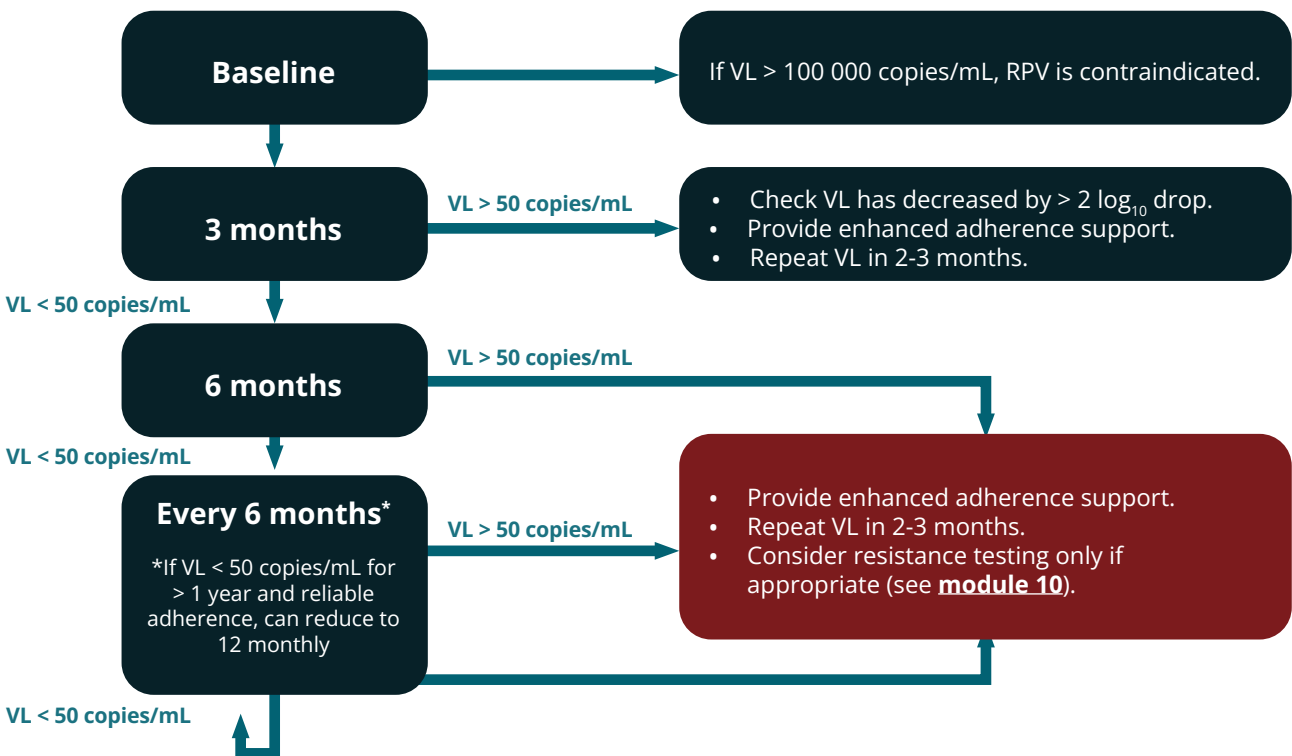 Baseline
If VL > 100 000 copies/mL, RPV is contraindicated.
3 months
VL > 50 copies/mL
• Check VL has decreased by > 2 log₁₀ drop.
• Provide enhanced adherence support.
• Repeat VL in 2-3 months.
VL < 50 copies/mL
6 months
VL > 50 copies/mL
VL < 50 copies/mL
Every 6 months*
*If VL < 50 copies/mL for
> 1 year and reliable
adherence, can reduce to
12 monthly
VL > 50 copies/mL
• Provide enhanced adherence support.
• Repeat VL in 2-3 months.
• Consider resistance testing only if
appropriate (see module 10).
VL < 50 copies/mL